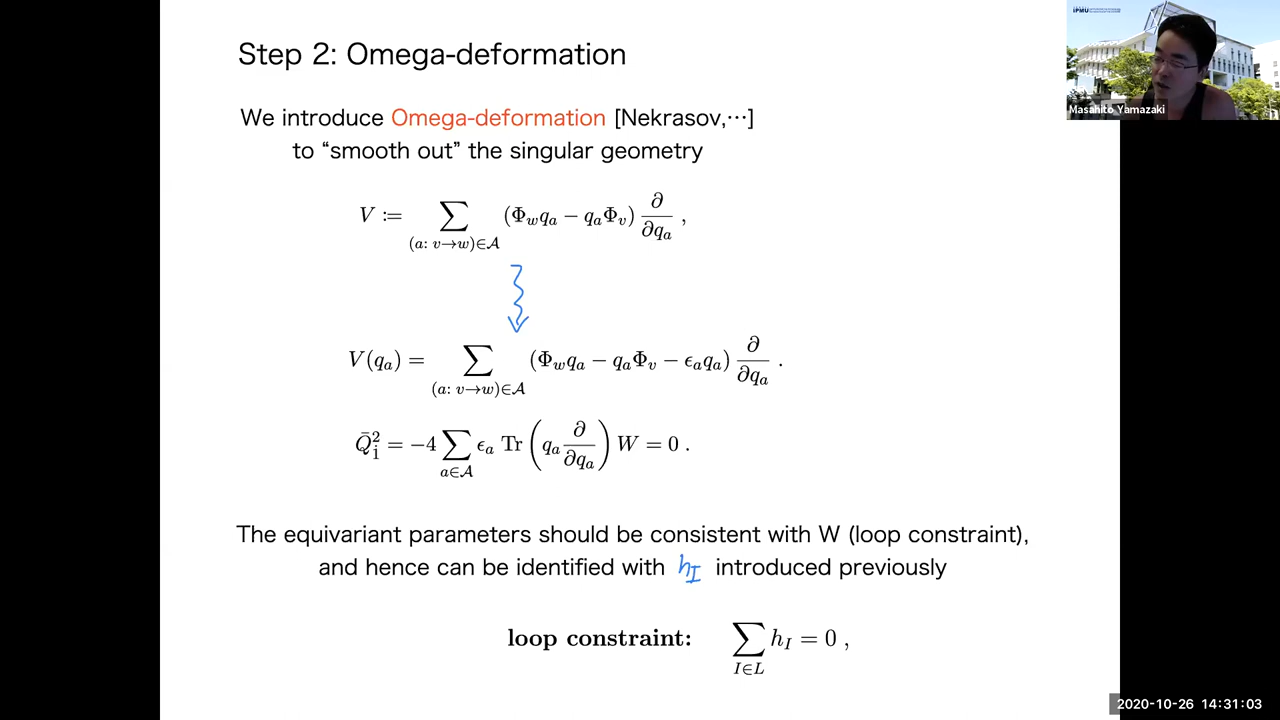 IPMU
Masahito Yamazaki
Step 2: Omega-deformation
We introduce Omega-deformation [Nekrasov,⋯]
to “smooth out” the singular geometry
V := ∑_{(a: v→w)∈𝒜} (Φ_w q_a − q_a Φ_v) ∂/∂q_a ,
V(q_a) = ∑_{(a: v→w)∈𝒜} (Φ_w q_a − q_a Φ_v − ϵ_a q_a) ∂/∂q_a .
Q̄_{1̇}^2 = −4 ∑_{a∈𝒜} ϵ_a Tr (q_a ∂/∂q_a) W = 0 .
The equivariant parameters should be consistent with W (loop constraint),
and hence can be identified with h_I introduced previously
loop constraint: ∑_{I∈L} h_I = 0 ,
2020-10-26 14:31:03